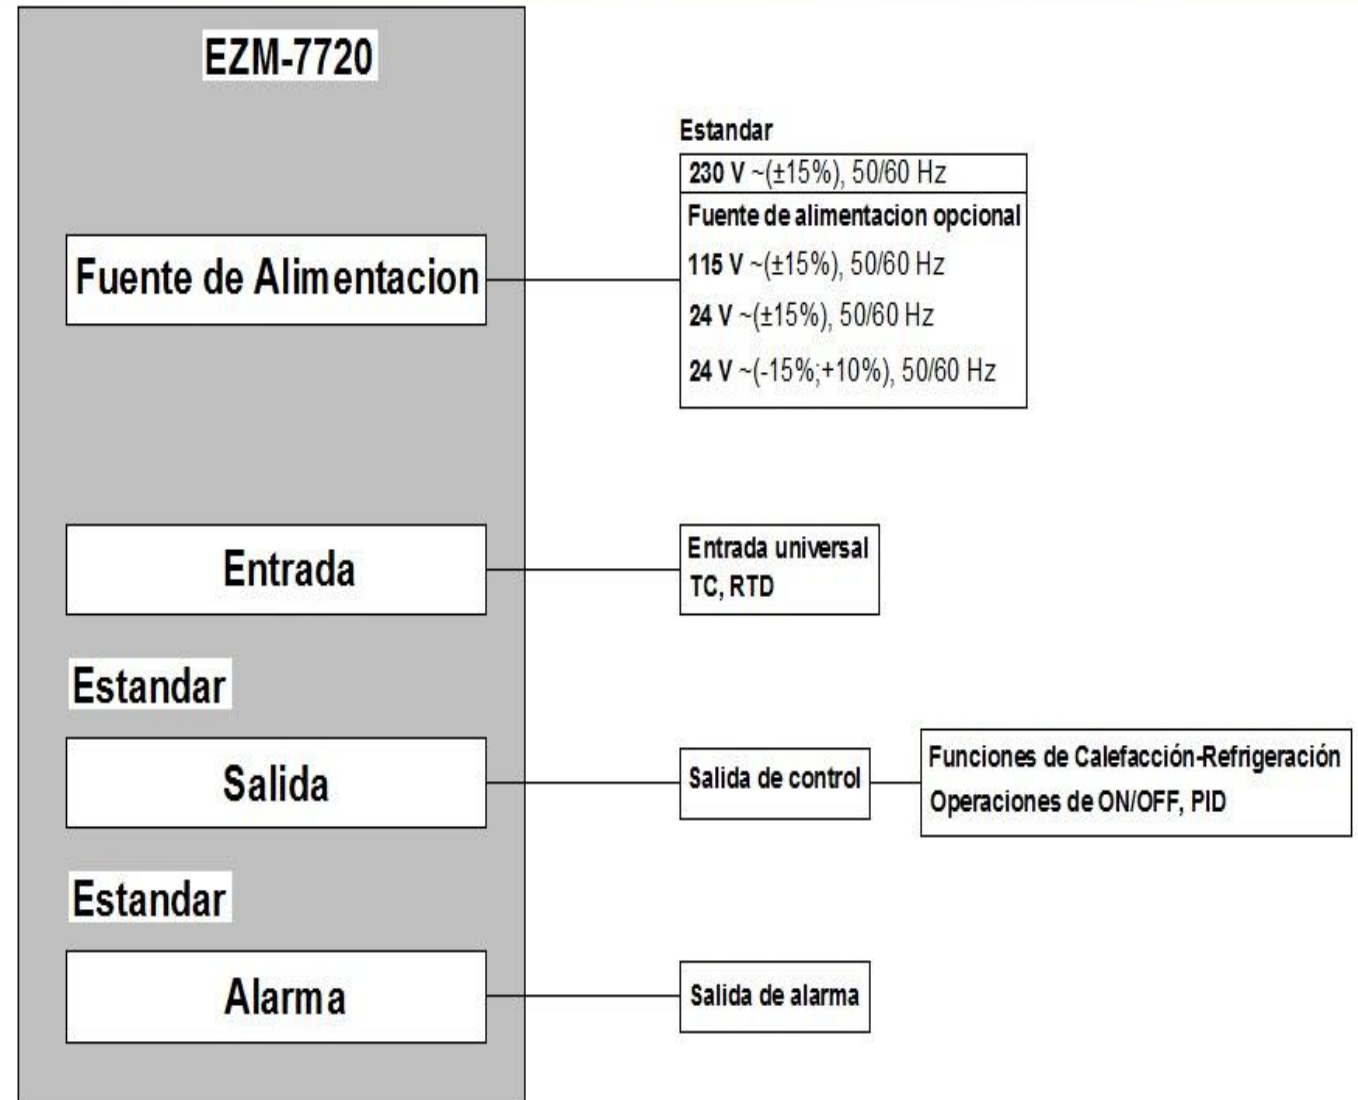 EZM-7720
Estandar
230 V ~(±15%), 50/60 Hz
Fuente de alimentacion opcional
115 V ~(±15%), 50/60 Hz
24 V ~(±15%), 50/60 Hz
24 V ~(-15%;+10%), 50/60 Hz
Fuente de Alimentacion
Entrada
Entrada universal
TC, RTD
Estandar
Salida
Salida de control
Funciones de Calefacción-Refrigeración
Operaciones de ON/OFF, PID
Estandar
Alarma
Salida de alarma